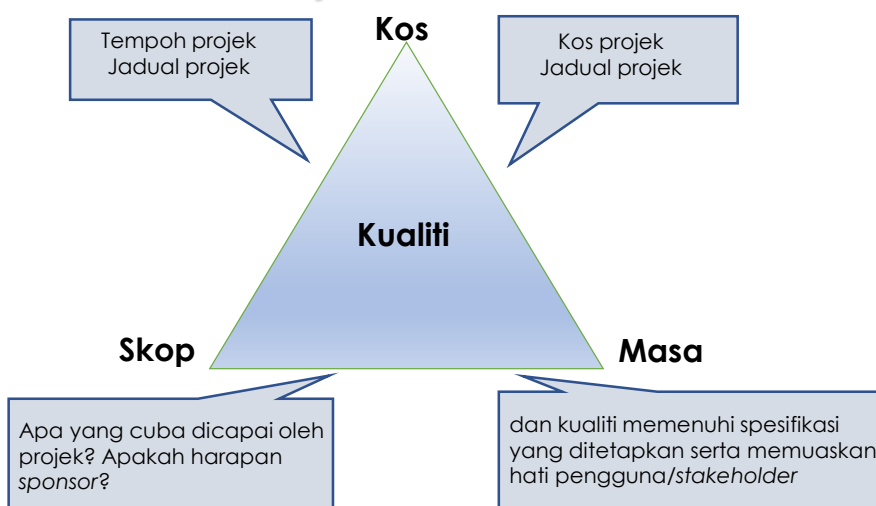 Kos
Tempoh projek
Jadual projek
Kos projek
Jadual projek
Kualiti
Skop
Masa
Apa yang cuba dicapai oleh
projek? Apakah harapan
sponsor?
dan kualiti memenuhi spesifikasi
yang ditetapkan serta memuaskan
hati pengguna/stakeholder